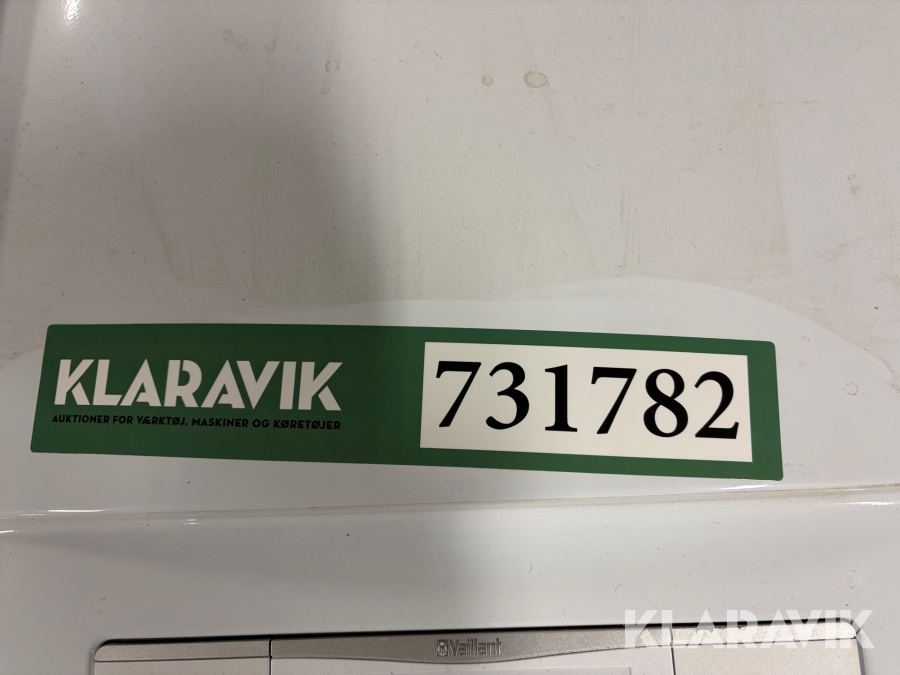 KLARAVIK
AUKTIONER FOR VÆRKTØJ, MASKINER OG KØRETØJER
731782
Vaillant
KLARAVIK